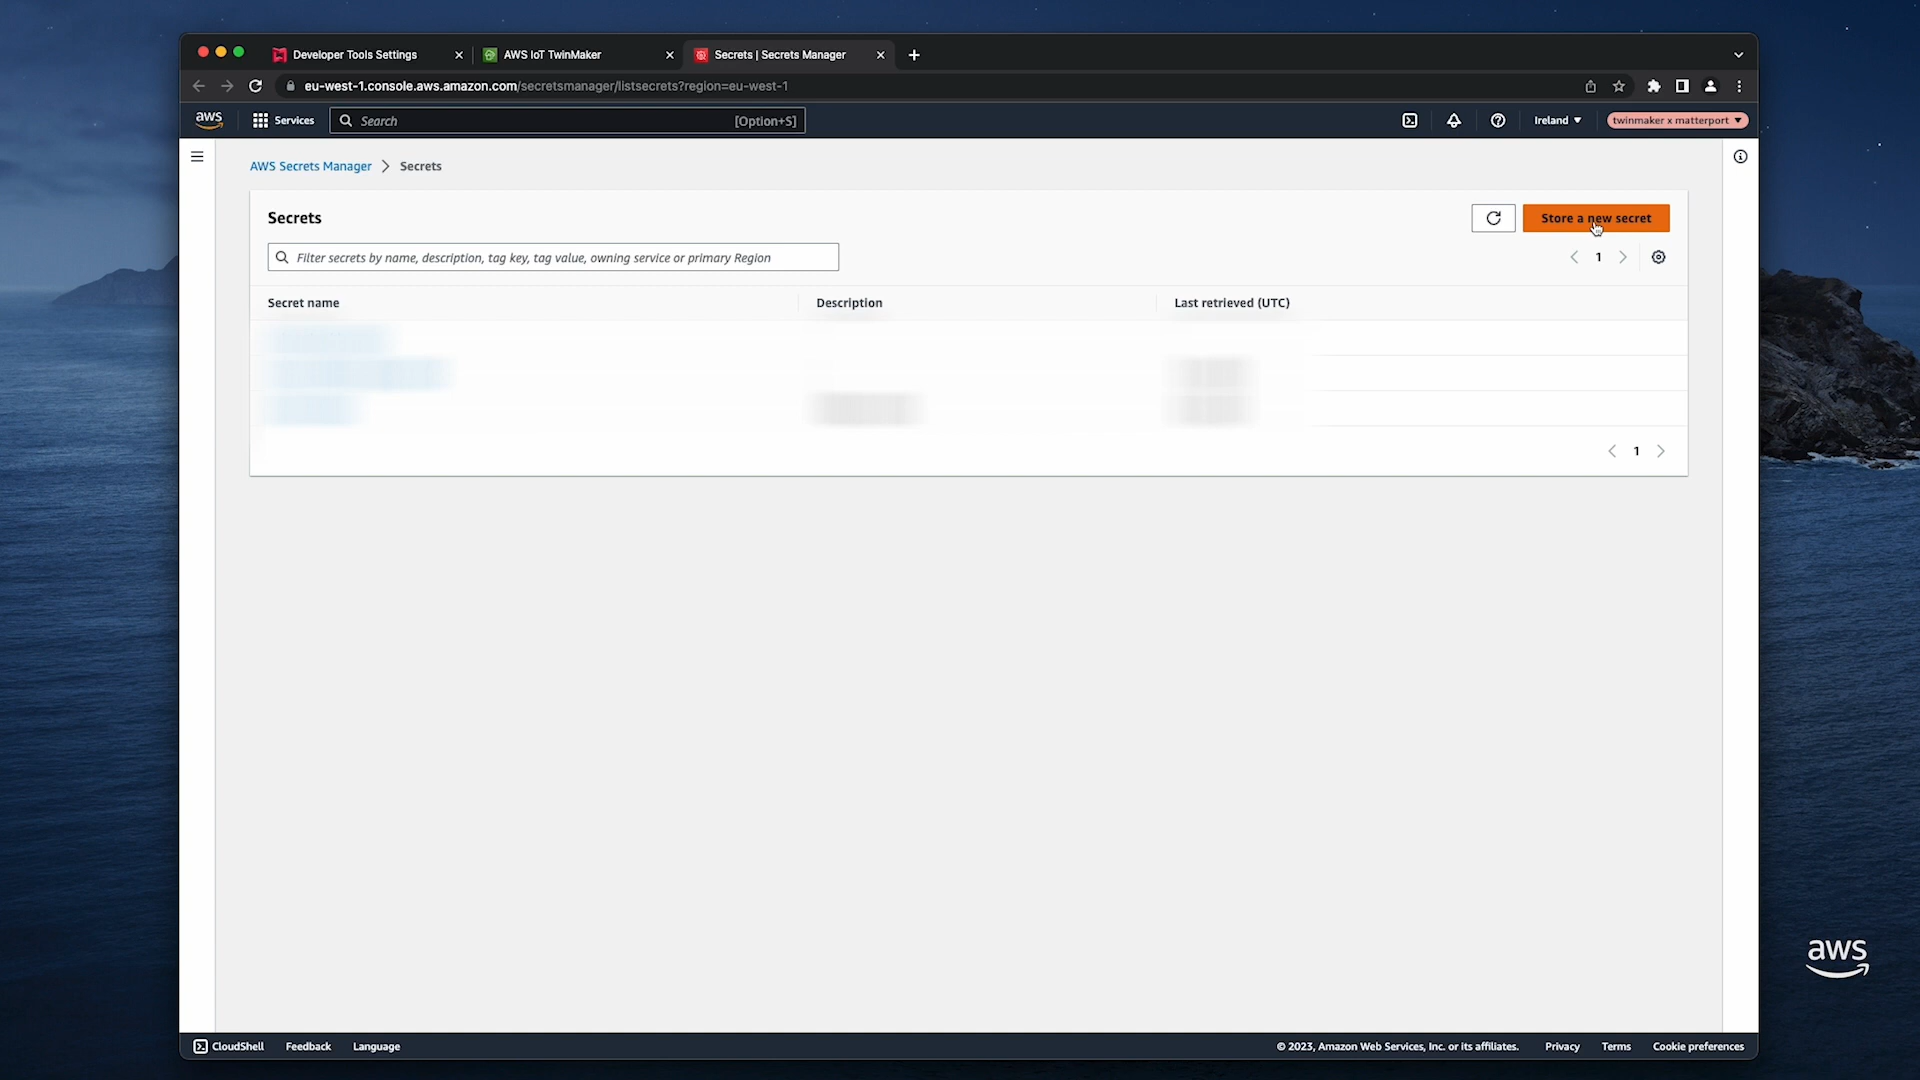 Developer Tools Settings
AWS IoT TwinMaker
Secrets | Secrets Manager
eu-west-1.console.aws.amazon.com/secretsmanager/listsecrets?region=eu-west-1
aws
Services
Search
[Option+S]
Ireland
twinmaker x matterport
AWS Secrets Manager > Secrets
Secrets
Store a new secret
Filter secrets by name, description, tag key, tag value, owning service or primary Region
1
Secret name
Description
Last retrieved (UTC)
1
aws
CloudShell
Feedback
Language
© 2023, Amazon Web Services, Inc. or its affiliates.
Privacy
Terms
Cookie preferences